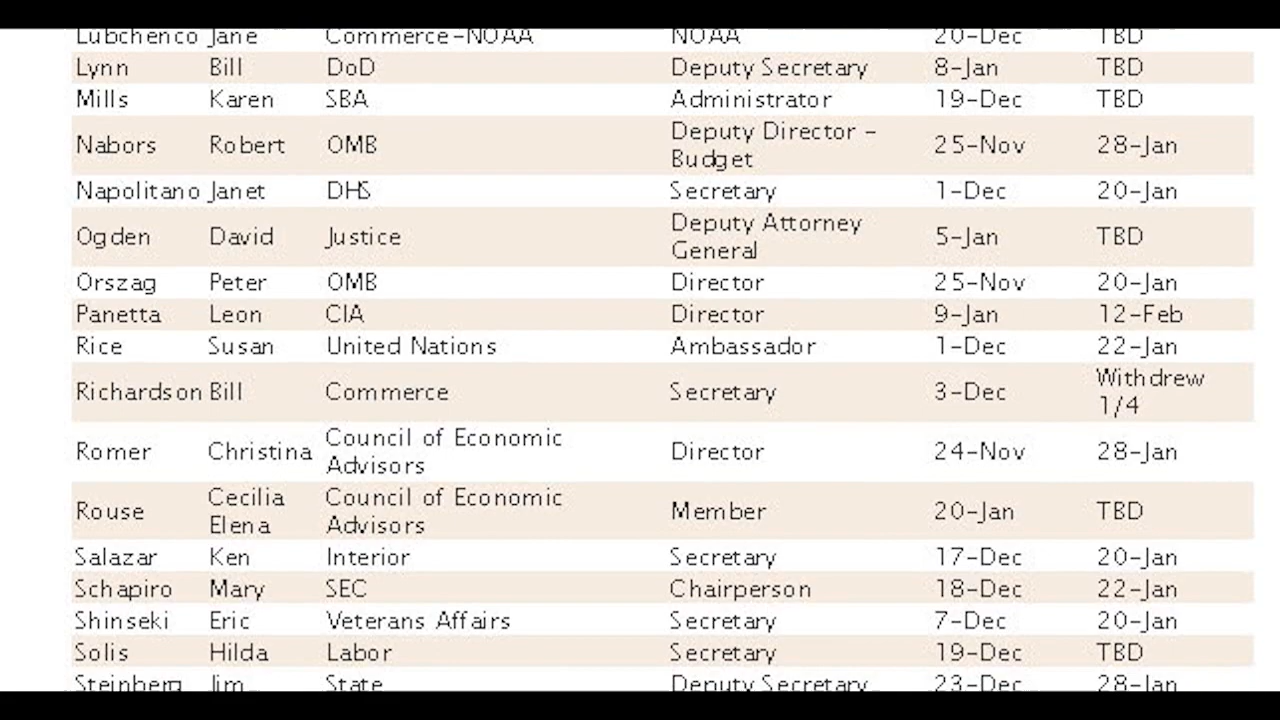 Lubchenco Jane Commerce-NOAA NOAA 20-Dec TBD
Lynn Bill DoD Deputy Secretary 8-Jan TBD
Mills Karen SBA Administrator 19-Dec TBD
Nabors Robert OMB Deputy Director - Budget 25-Nov 28-Jan
Napolitano Janet DHS Secretary 1-Dec 20-Jan
Ogden David Justice Deputy Attorney General 5-Jan TBD
Orszag Peter OMB Director 25-Nov 20-Jan
Panetta Leon CIA Director 9-Jan 12-Feb
Rice Susan United Nations Ambassador 1-Dec 22-Jan
Richardson Bill Commerce Secretary 3-Dec Withdrew 1/4
Romer Christina Council of Economic Advisors Director 24-Nov 28-Jan
Rouse Cecilia Elena Council of Economic Advisors Member 20-Jan TBD
Salazar Ken Interior Secretary 17-Dec 20-Jan
Schapiro Mary SEC Chairperson 18-Dec 22-Jan
Shinseki Eric Veterans Affairs Secretary 7-Dec 20-Jan
Solis Hilda Labor Secretary 19-Dec TBD
Steinberg Jim State Deputy Secretary 23-Dec 28-Jan